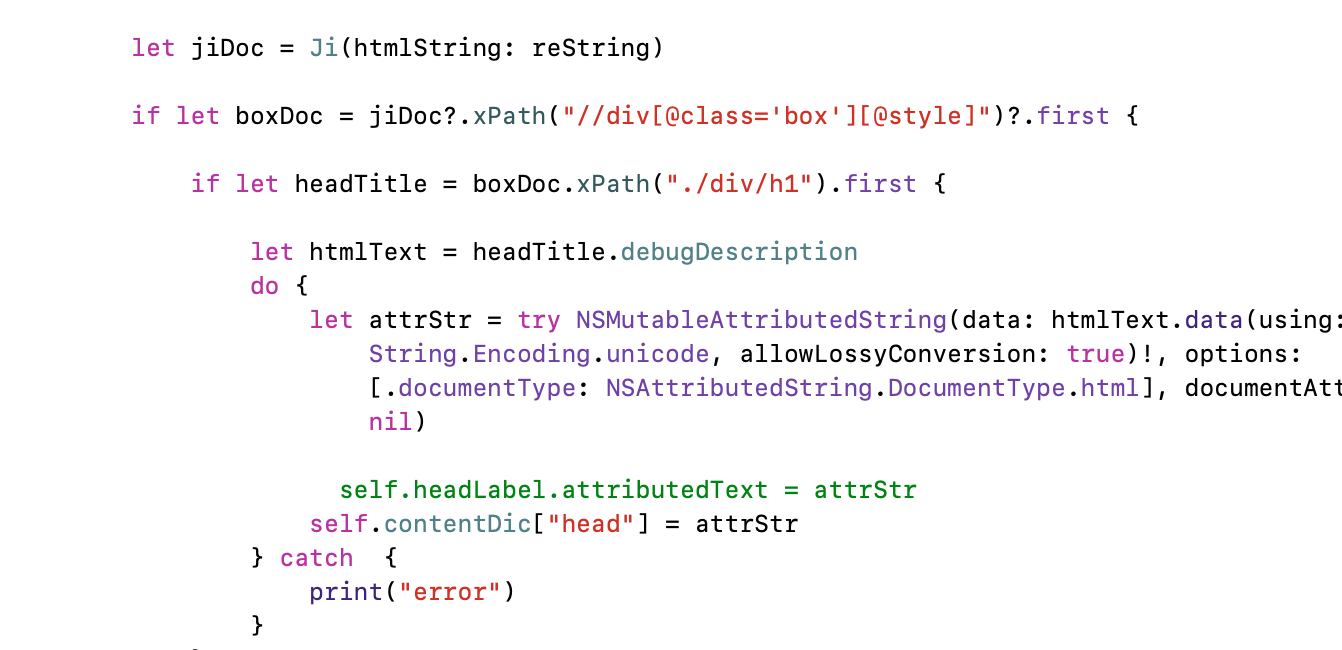 let jiDoc = Ji(htmlString: reString)
if let boxDoc = jiDoc?.xPath("//div[@class='box'][@style]")?.first {
if let headTitle = boxDoc.xPath("./div/h1").first {
let htmlText = headTitle.debugDescription
do {
let attrStr = try NSMutableAttributedString(data: htmlText.data(using:
String.Encoding.unicode, allowLossyConversion: true)!, options:
[.documentType: NSAttributedString.DocumentType.html], documentAtt
nil)
self.headLabel.attributedText = attrStr
self.contentDic["head"] = attrStr
} catch  {
print("error")
}